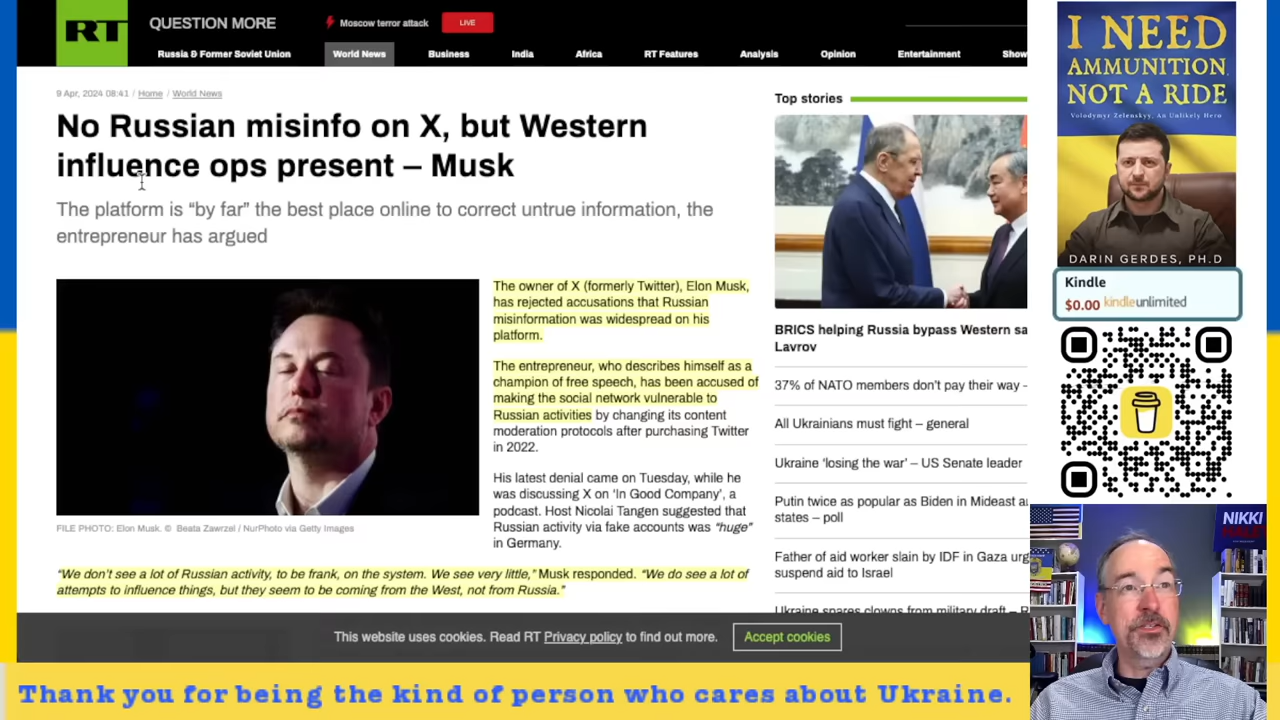 RT
QUESTION MORE
Moscow terror attack
LIVE
Russia & Former Soviet Union
World News
Business
India
Africa
RT Features
Analysis
Opinion
Entertainment
Show
9 Apr, 2024 08:41 / Home / World News
No Russian misinfo on X, but Western
influence ops present – Musk
The platform is “by far” the best place online to correct untrue information, the
entrepreneur has argued
FILE PHOTO: Elon Musk. © Beata Zawrzel / NurPhoto via Getty Images
The owner of X (formerly Twitter), Elon Musk,
has rejected accusations that Russian
misinformation was widespread on his
platform.
The entrepreneur, who describes himself as a
champion of free speech, has been accused of
making the social network vulnerable to
Russian activities by changing its content
moderation protocols after purchasing Twitter
in 2022.
His latest denial came on Tuesday, while he
was discussing X on ‘In Good Company’, a
podcast. Host Nicolai Tangen suggested that
Russian activity via fake accounts was “huge”
in Germany.
“We don’t see a lot of Russian activity, to be frank, on the system. We see very little,” Musk responded. “We do see a lot of
attempts to influence things, but they seem to be coming from the West, not from Russia.”
Top stories
BRICS helping Russia bypass Western sa
Lavrov
37% of NATO members don’t pay their way -
All Ukrainians must fight – general
Ukraine ‘losing the war’ – US Senate leader
Putin twice as popular as Biden in Mideast a
states – poll
Father of aid worker slain by IDF in Gaza urg
suspend aid to Israel
Ukraine spares clowns from military draft – R
This website uses cookies. Read RT Privacy policy to find out more.
Accept cookies
I NEED
AMMUNITION,
NOT A RIDE
Volodymyr Zelenskyy, An Unlikely Hero
DARIN GERDES, PH.D
Kindle
$0.00 kindleunlimited
NIKKI
Thank you for being the kind of person who cares about Ukraine.